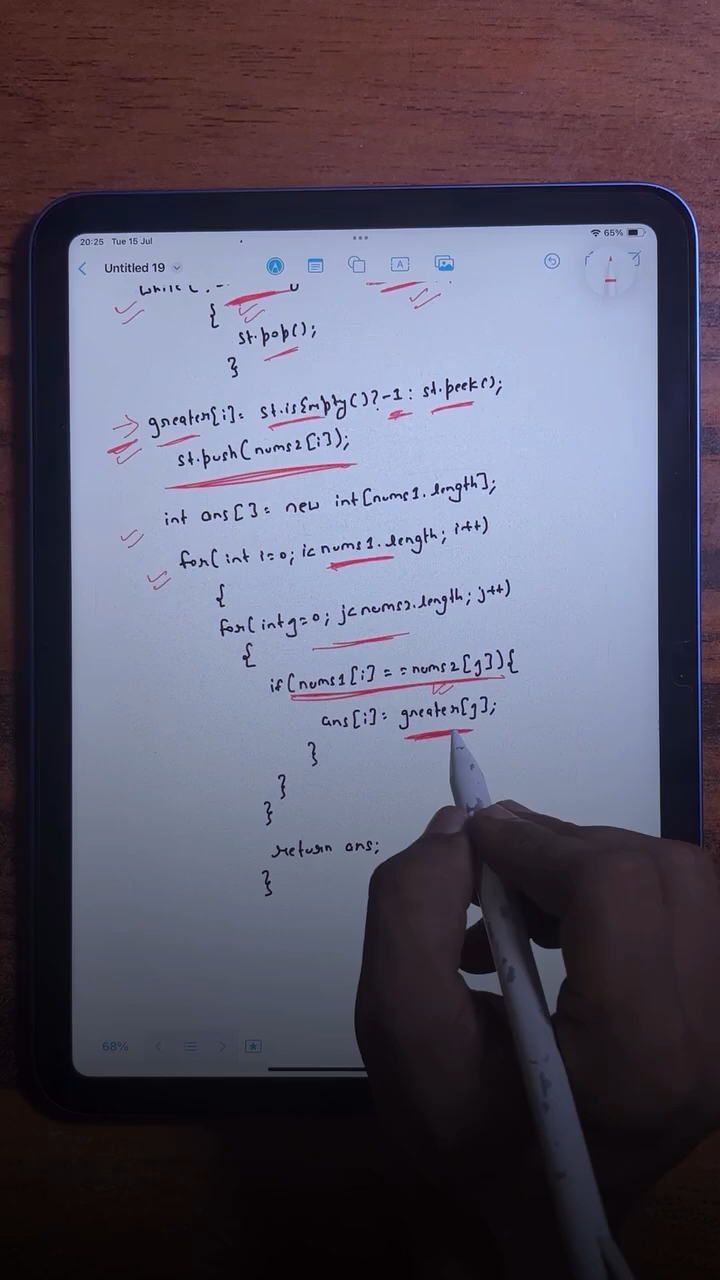 20:25 Tue 15 Jul
65%
Untitled 19
while (
{
st.pop();
}
greater[i]= st.isEmpty()?-1: st.peek();
st.push(nums2[i]);
int ans[]= new int[nums1.length];
for(int i=0; i<nums1.length; i++)
{
for(int j=0; j<nums2.length; j++)
{
if(nums1[i]==nums2[j]){
ans[i]= greater[j];
}
}
}
return ans;
}
68%